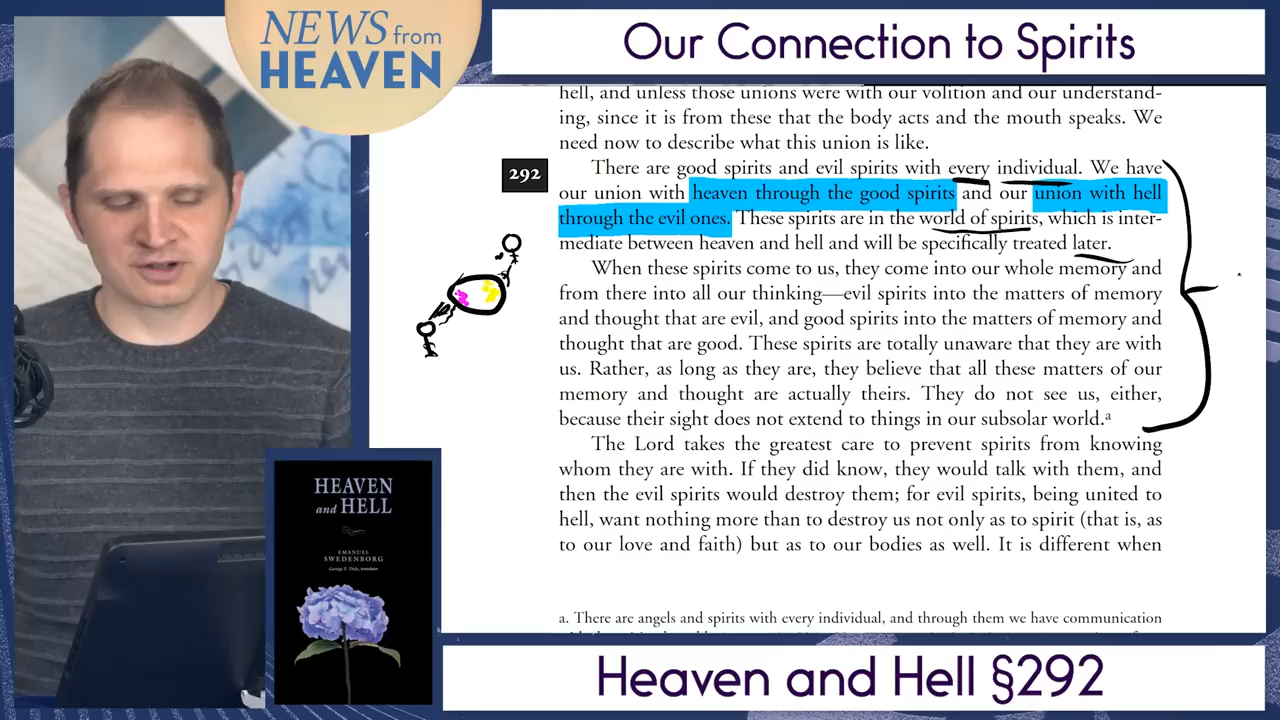 NEWS from
HEAVEN
Our Connection to Spirits
hell, and unless those unions were with our volition and our understand-
ing, since it is from these that the body acts and the mouth speaks. We
need now to describe what this union is like.
292
There are good spirits and evil spirits with every individual. We have
our union with heaven through the good spirits and our union with hell
through the evil ones. These spirits are in the world of spirits, which is inter-
mediate between heaven and hell and will be specifically treated later.
When these spirits come to us, they come into our whole memory and
from there into all our thinking—evil spirits into the matters of memory
and thought that are evil, and good spirits into the matters of memory and
thought that are good. These spirits are totally unaware that they are with
us. Rather, as long as they are, they believe that all these matters of our
memory and thought are actually theirs. They do not see us, either,
because their sight does not extend to things in our subsolar world.ª
The Lord takes the greatest care to prevent spirits from knowing
whom they are with. If they did know, they would talk with them, and
then the evil spirits would destroy them; for evil spirits, being united to
hell, want nothing more than to destroy us not only as to spirit (that is, as
to our love and faith) but as to our bodies as well. It is different when
a. There are angels and spirits with every individual, and through them we have communication
HEAVEN
and HELL
EMANUEL
SWEDENBORG
George F. Dole, translator
Heaven and Hell §292